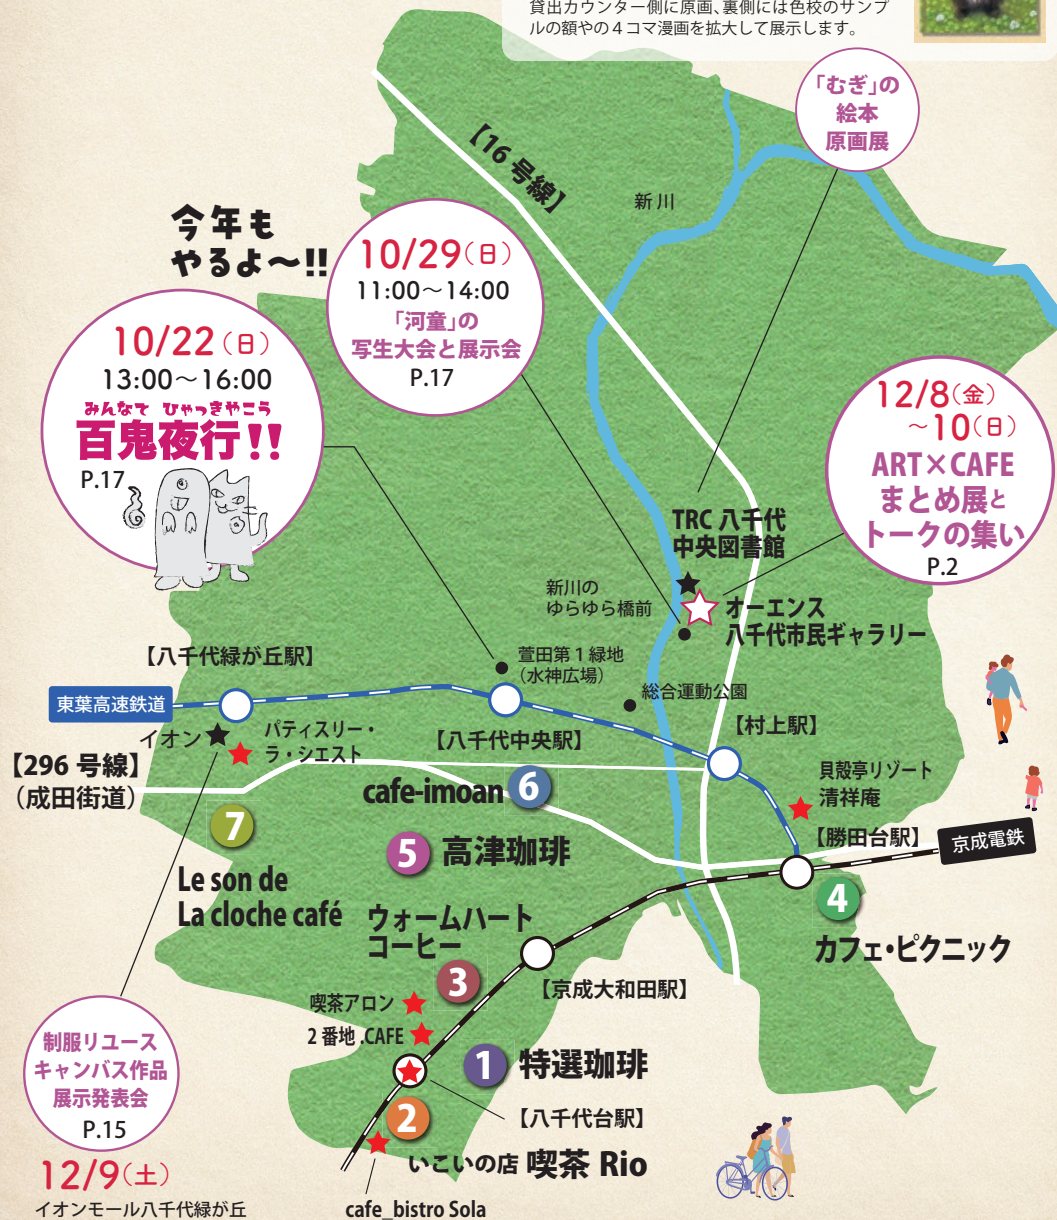 貸出カウンター側に原画、裏側には色校のサンプ
ルの額やの４コマ漫画を拡大して展示します。
「むぎ」の
絵本
原画展
【16 号線】
新川
今年も
やるよ〜!!
10/29(日)
11:00〜14:00
「河童」の
写生大会と展示会
P.17
10/22(日)
13:00〜16:00
みんなで ひゃっきやこう
百鬼夜行!!
P.17
12/8(金)
〜10(日)
ART×CAFE
まとめ展と
トークの集い
P.2
TRC 八千代
中央図書館
新川の
ゆらゆら橋前
オーエンス
八千代市民ギャラリー
【八千代緑が丘駅】
萱田第１緑地
（水神広場）
東葉高速鉄道
総合運動公園
イオン
パティスリー・
ラ・シエスト
【八千代中央駅】
【村上駅】
【296 号線】
（成田街道）
貝殻亭リゾート
清祥庵
cafe-imoan
6
7
【勝田台駅】
京成電鉄
5
高津珈琲
Le son de
La cloche café
4
カフェ・ピクニック
ウォームハート
コーヒー
3
【京成大和田駅】
喫茶アロン
2 番地 .CAFE
1
特選珈琲
制服リユース
キャンバス作品
展示発表会
P.15
12/9(土)
イオンモール八千代緑が丘
2
【八千代台駅】
いこいの店 喫茶 Rio
cafe_bistro Sola